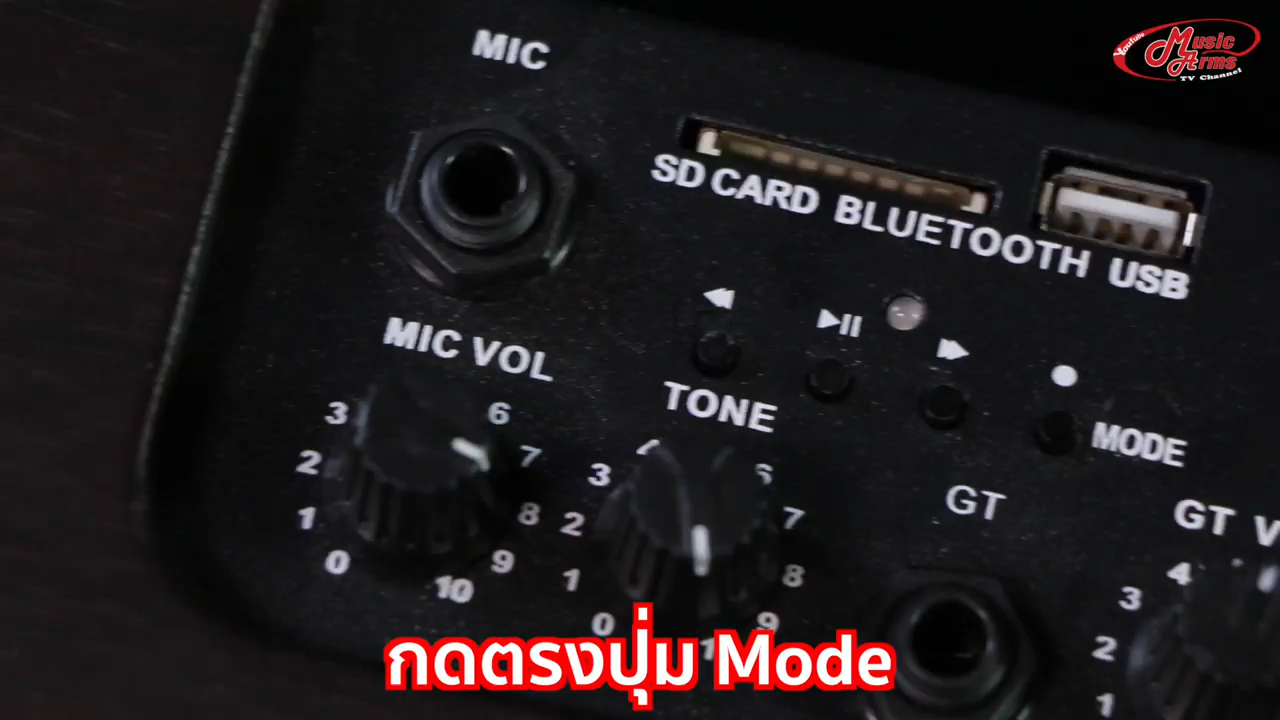 Youtube
Music
Arms
TV Channel
MIC
SD CARD BLUETOOTH USB
MIC VOL
TONE
MODE
3 6
2 7
1 8
0 9
10
3 6
2 7
1 8
0 9
GT
GT
4
3
2
1
กดตรงปุ่ม Mode